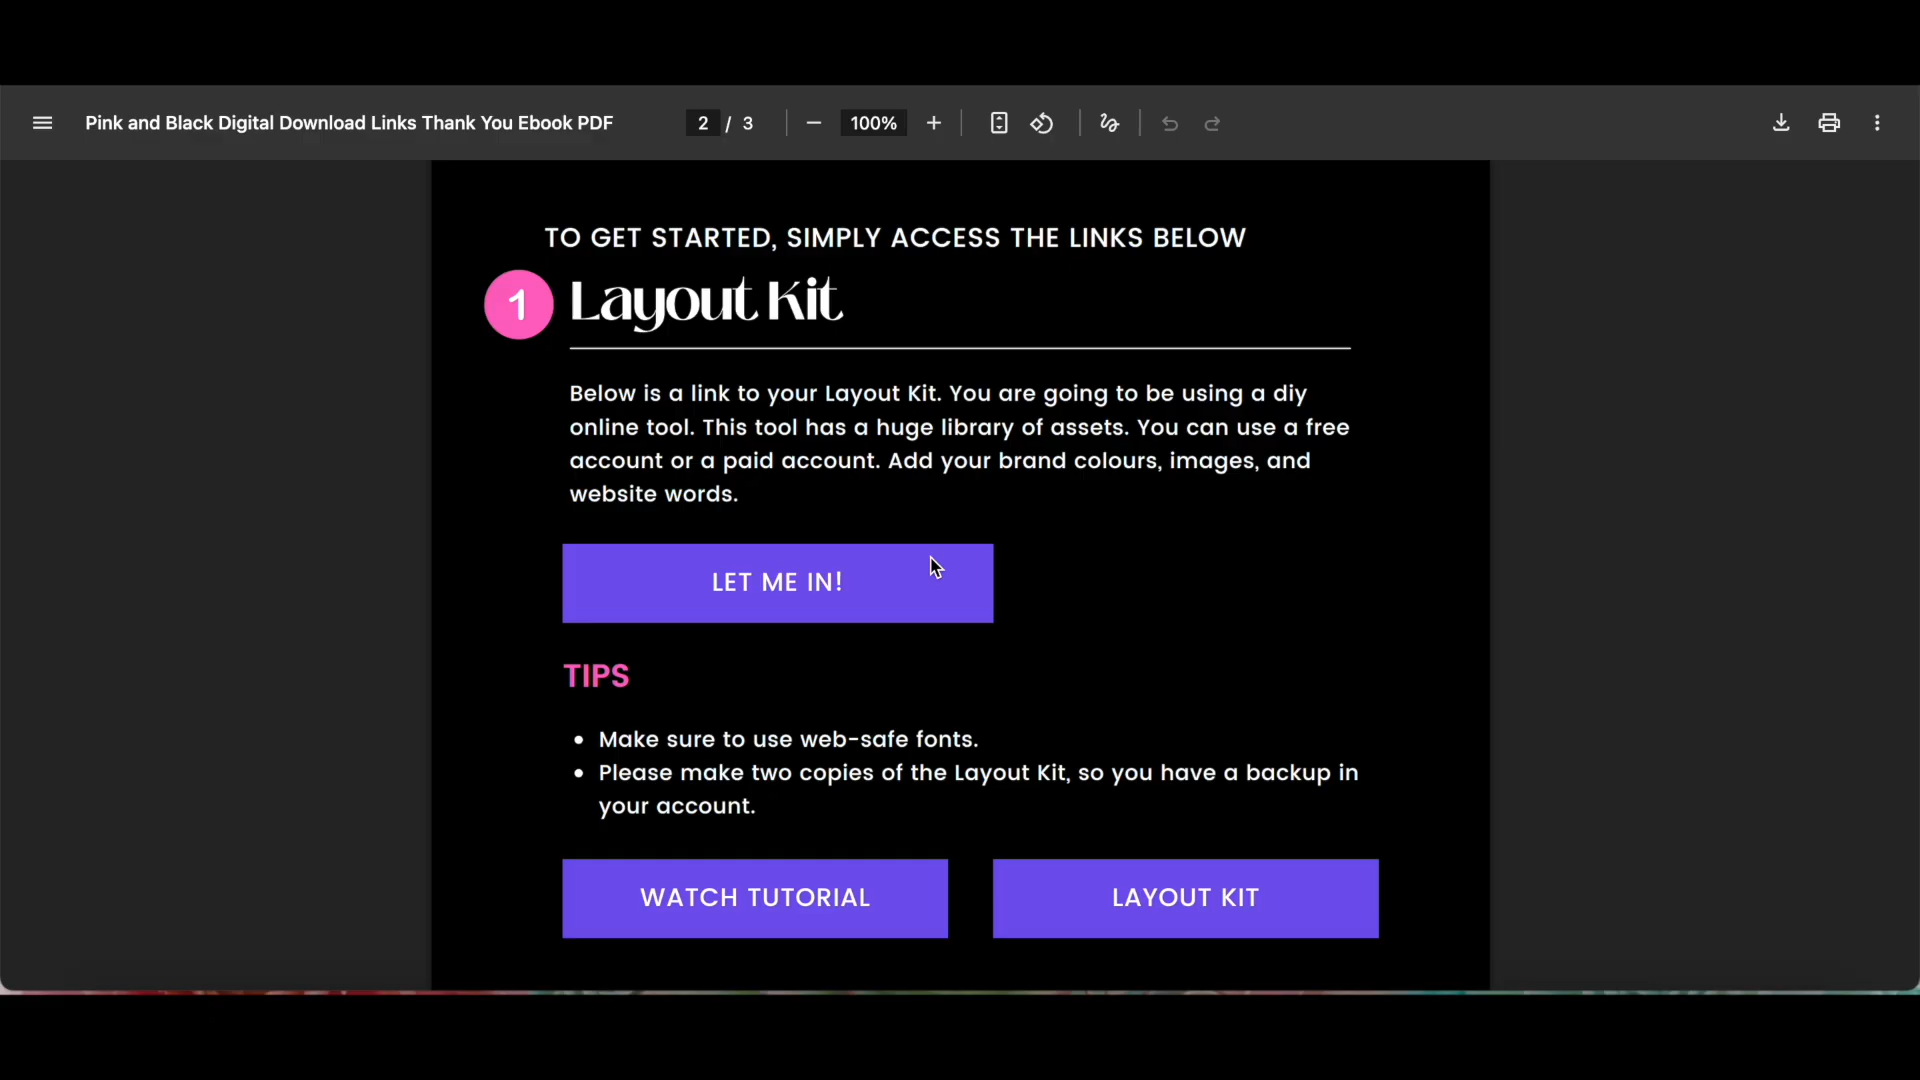 Pink and Black Digital Download Links Thank You Ebook PDF 2 / 3 100%
TO GET STARTED, SIMPLY ACCESS THE LINKS BELOW
1 Layout Kit
Below is a link to your Layout Kit. You are going to be using a diy
online tool. This tool has a huge library of assets. You can use a free
account or a paid account. Add your brand colours, images, and
website words.
LET ME IN!
TIPS
• Make sure to use web-safe fonts.
• Please make two copies of the Layout Kit, so you have a backup in
your account.
WATCH TUTORIAL LAYOUT KIT